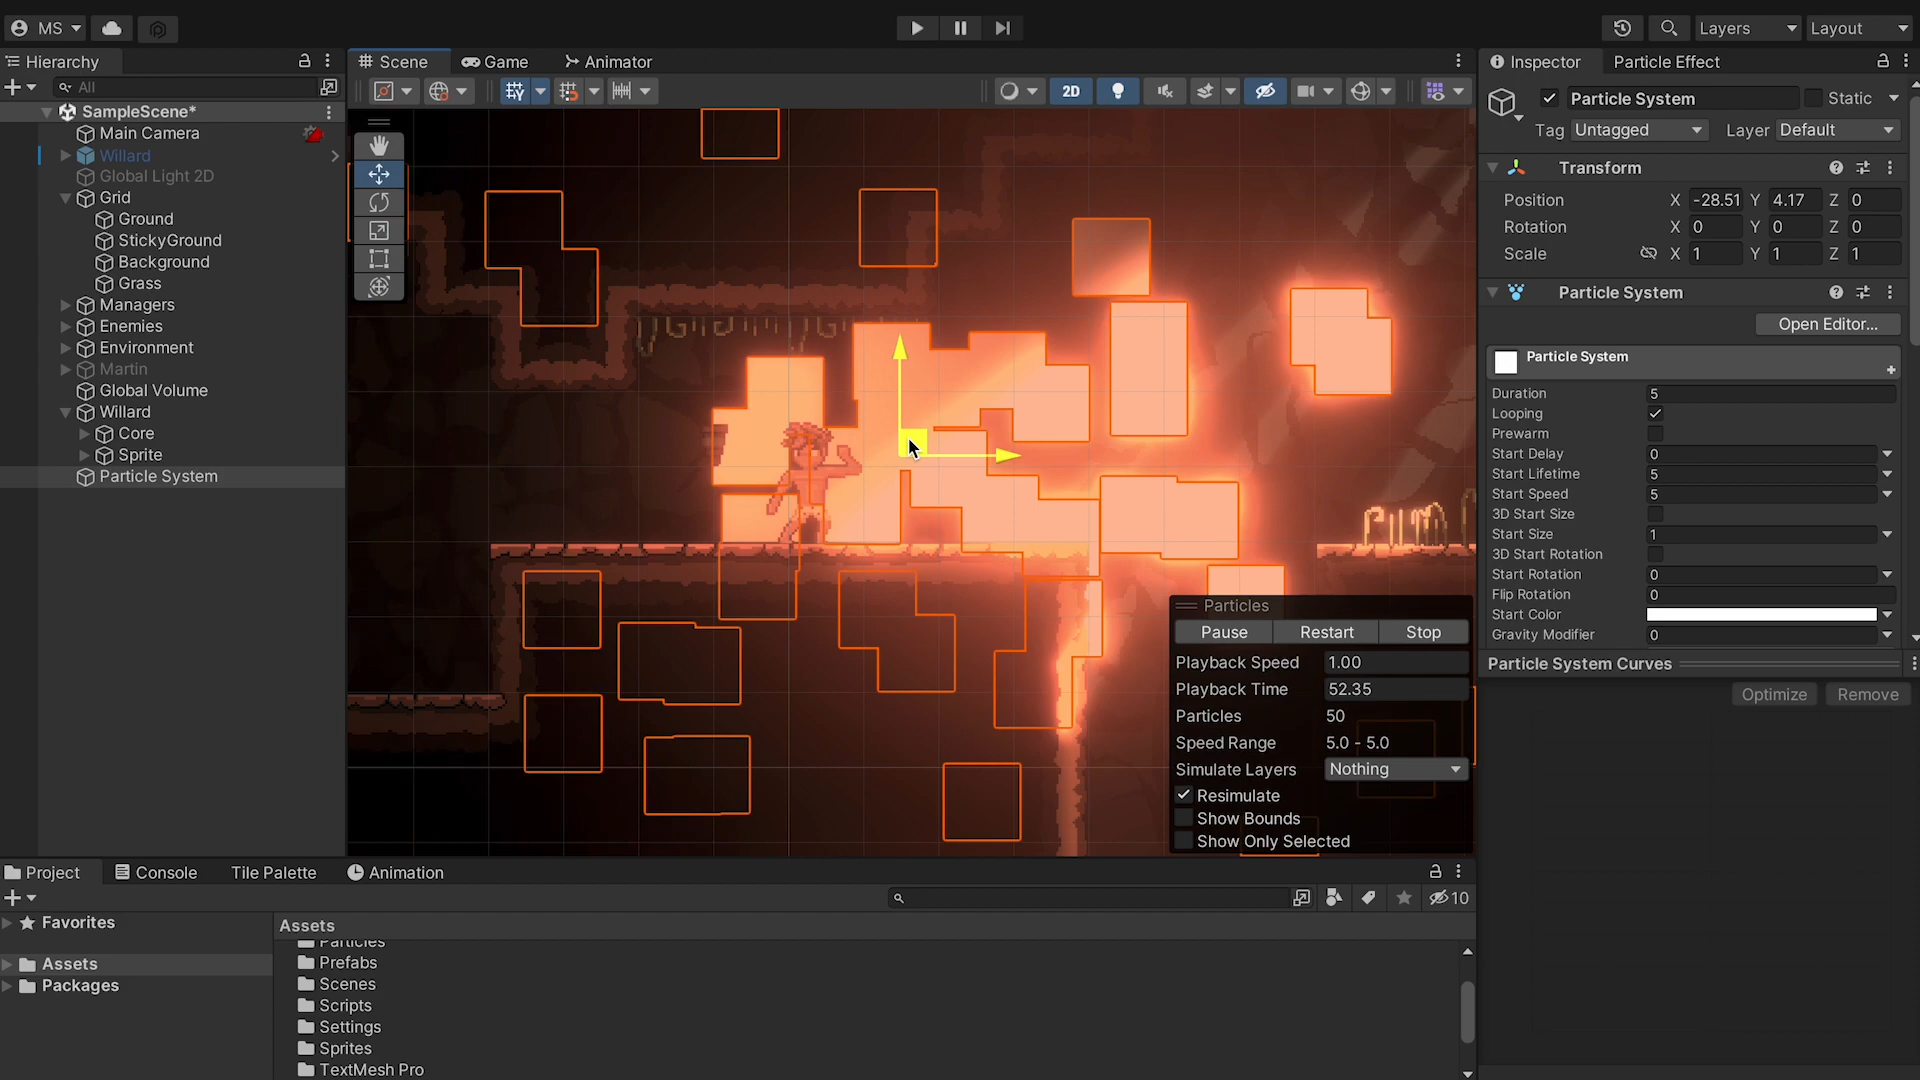 MS
Layers
Layout
Hierarchy
Scene
Game
Animator
Inspector
Particle Effect
All
2D
SampleScene*
Main Camera
Willard
Global Light 2D
Grid
Ground
StickyGround
Background
Grass
Managers
Enemies
Environment
Martin
Global Volume
Willard
Core
Sprite
Particle System
Particle System
Static
Tag Untagged
Layer Default
Transform
Position X -28.51 Y 4.17 Z 0
Rotation X 0 Y 0 Z 0
Scale X 1 Y 1 Z 1
Particle System
Open Editor...
Particle System
Duration 5
Looping
Prewarm
Start Delay 0
Start Lifetime 5
Start Speed 5
3D Start Size
Start Size 1
3D Start Rotation
Start Rotation 0
Flip Rotation 0
Start Color
Gravity Modifier 0
Particle System Curves
Optimize Remove
Particles
Pause Restart Stop
Playback Speed 1.00
Playback Time 52.35
Particles 50
Speed Range 5.0 - 5.0
Simulate Layers Nothing
Resimulate
Show Bounds
Show Only Selected
Project
Console
Tile Palette
Animation
10
Favorites
Assets
Packages
Assets
Particles
Prefabs
Scenes
Scripts
Settings
Sprites
TextMesh Pro